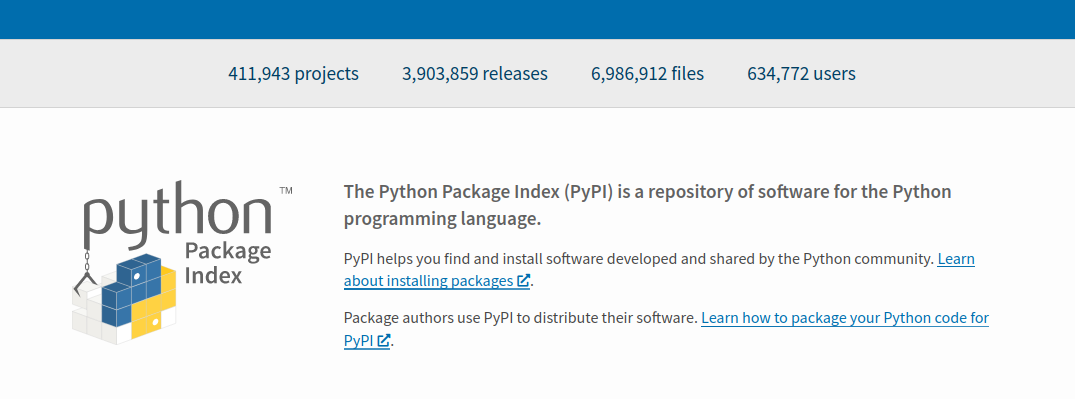 411,943 projects 3,903,859 releases 6,986,912 files 634,772 users
python™
Package
Index
The Python Package Index (PyPI) is a repository of software for the Python
programming language.
PyPI helps you find and install software developed and shared by the Python community. Learn
about installing packages.
Package authors use PyPI to distribute their software. Learn how to package your Python code for
PyPI.